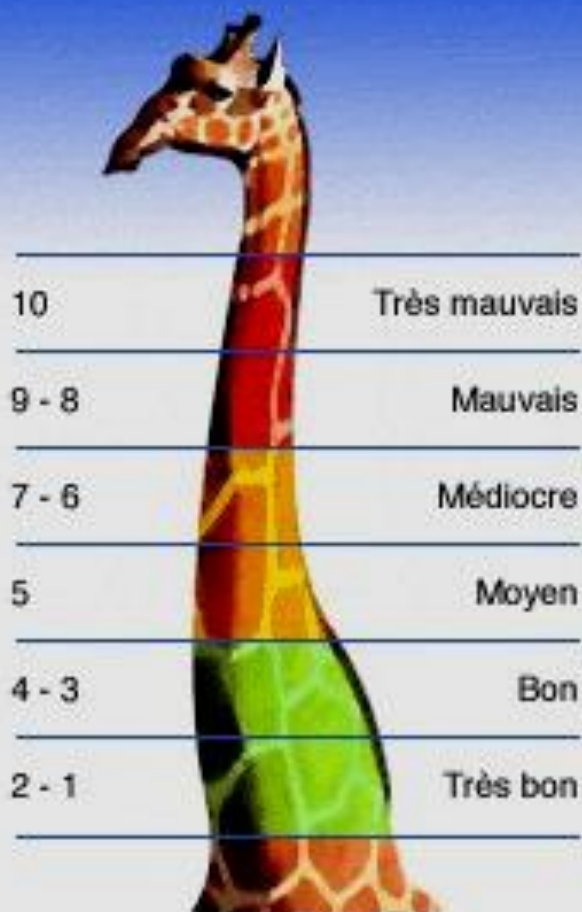 10 Très mauvais
9 - 8 Mauvais
7 - 6 Médiocre
5 Moyen
4 - 3 Bon
2 - 1 Très bon